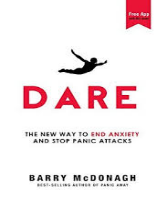 Free App
DARE
THE NEW WAY TO END ANXIETY
AND STOP PANIC ATTACKS
BARRY McDONAGH
BEST-SELLING AUTHOR OF PANIC AWAY